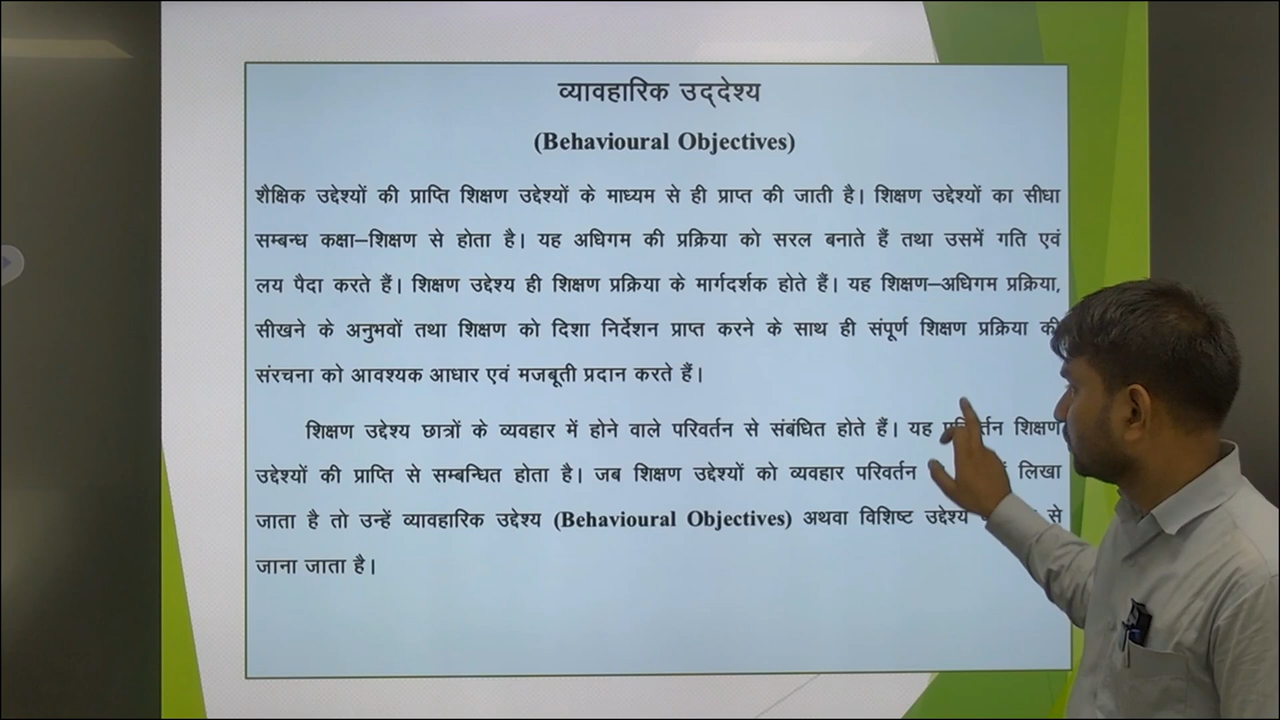 व्यावहारिक उद्‌देश्य
(Behavioural Objectives)
शैक्षिक उद्देश्यों की प्राप्ति शिक्षण उद्देश्यों के माध्यम से ही प्राप्त की जाती है। शिक्षण उद्देश्यों का सीधा
सम्बन्ध कक्षा–शिक्षण से होता है। यह अधिगम की प्रक्रिया को सरल बनाते हैं तथा उसमें गति एवं
लय पैदा करते हैं। शिक्षण उद्देश्य ही शिक्षण प्रक्रिया के मार्गदर्शक होते हैं। यह शिक्षण–अधिगम प्रक्रिया,
सीखने के अनुभवों तथा शिक्षण को दिशा निर्देशन प्राप्त करने के साथ ही संपूर्ण शिक्षण प्रक्रिया की
संरचना को आवश्यक आधार एवं मजबूती प्रदान करते हैं।
शिक्षण उद्देश्य छात्रों के व्यवहार में होने वाले परिवर्तन से संबंधित होते हैं। यह शिक्षण
उद्देश्यों की प्राप्ति से सम्बन्धित होता है। जब शिक्षण उद्देश्यों को व्यवहार परिवर्तन लिखा
जाता है तो उन्हें व्यावहारिक उद्देश्य (Behavioural Objectives) अथवा विशिष्ट उद्देश्य से
जाना जाता है।